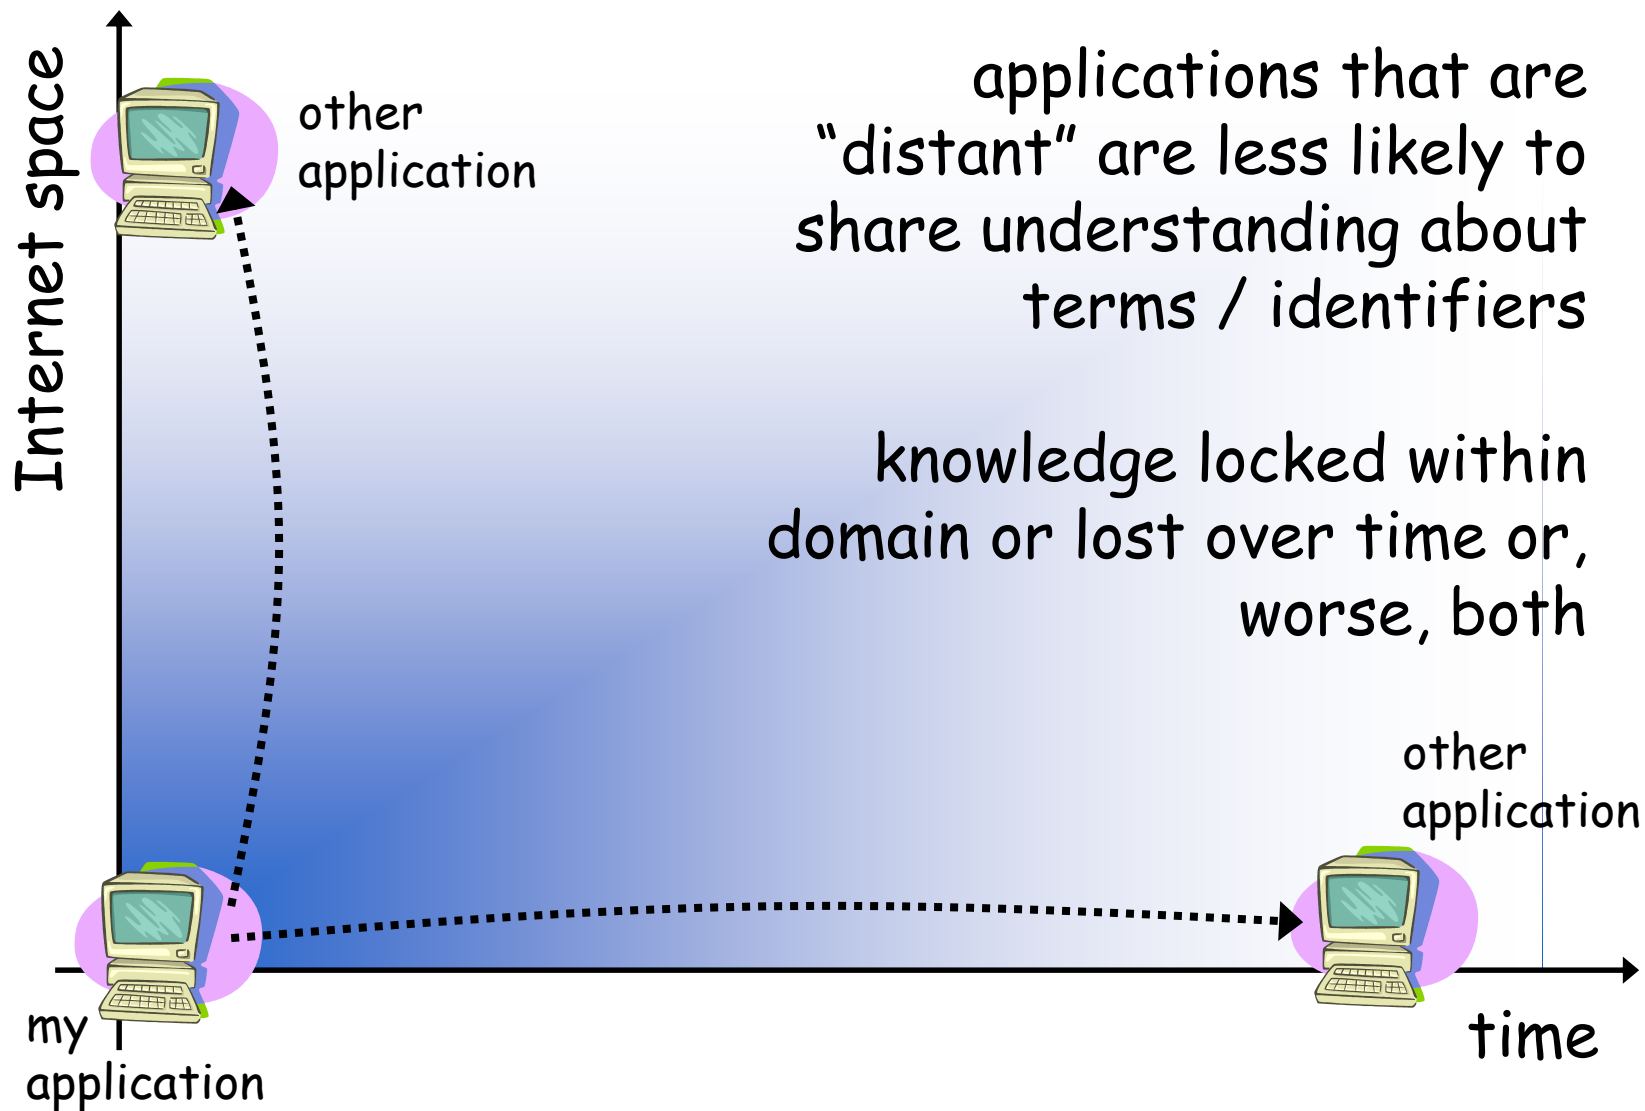 Internet space
other
application
applications that are
“distant” are less likely to
share understanding about
terms / identifiers
knowledge locked within
domain or lost over time or,
worse, both
other
application
my
application
time